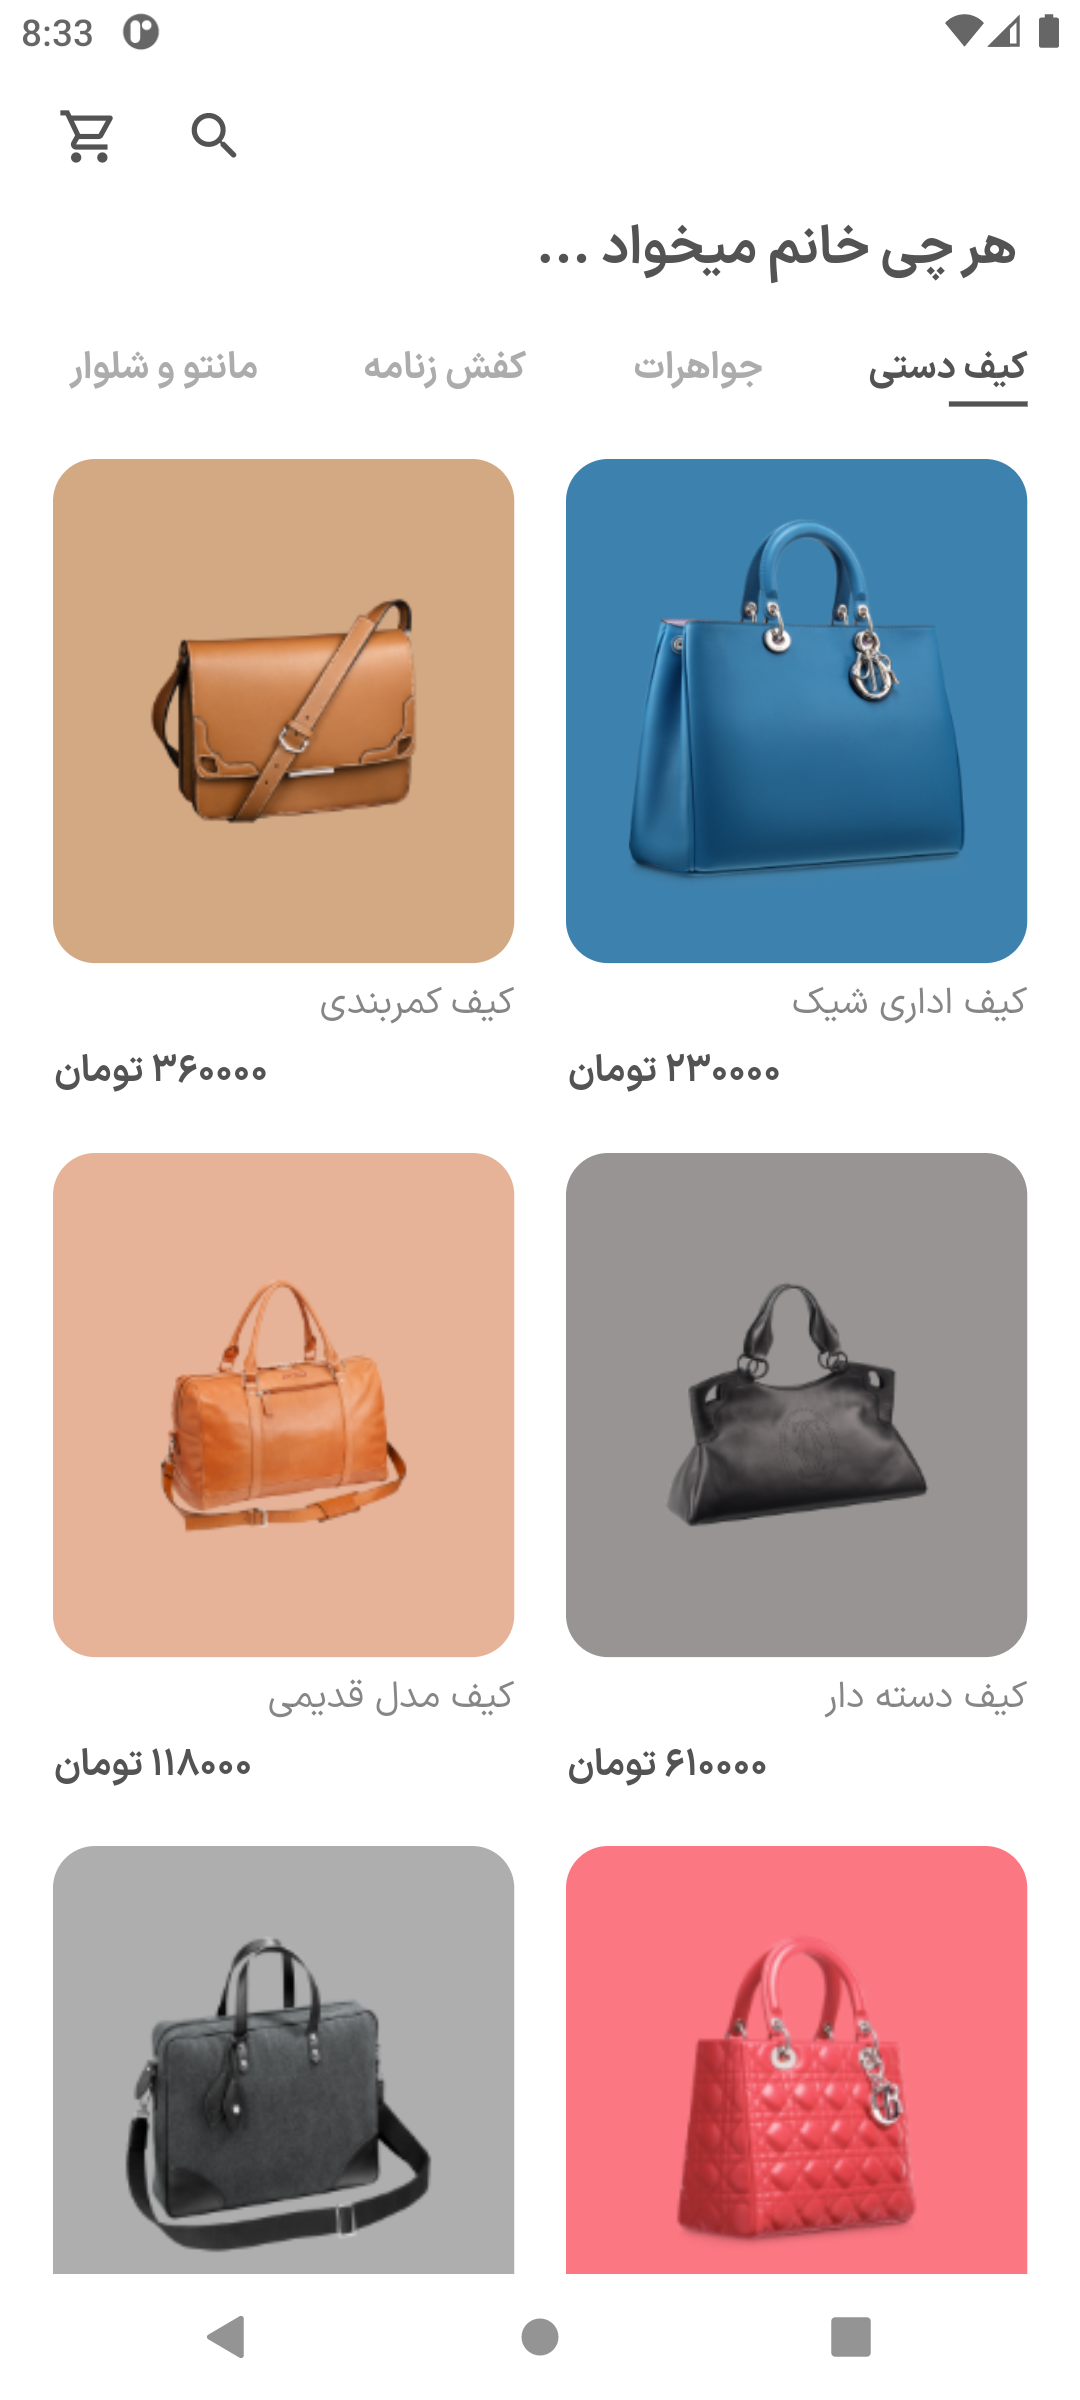 8:33
هر چی خانم میخواد ...
کیف دستی
جواهرات
کفش زنامه
مانتو و شلوار
کیف اداری شیک
۲۳۰۰۰۰ تومان
کیف کمربندی
۳۶۰۰۰۰ تومان
کیف دسته دار
۶۱۰۰۰۰ تومان
کیف مدل قدیمی
۱۱۸۰۰۰ تومان